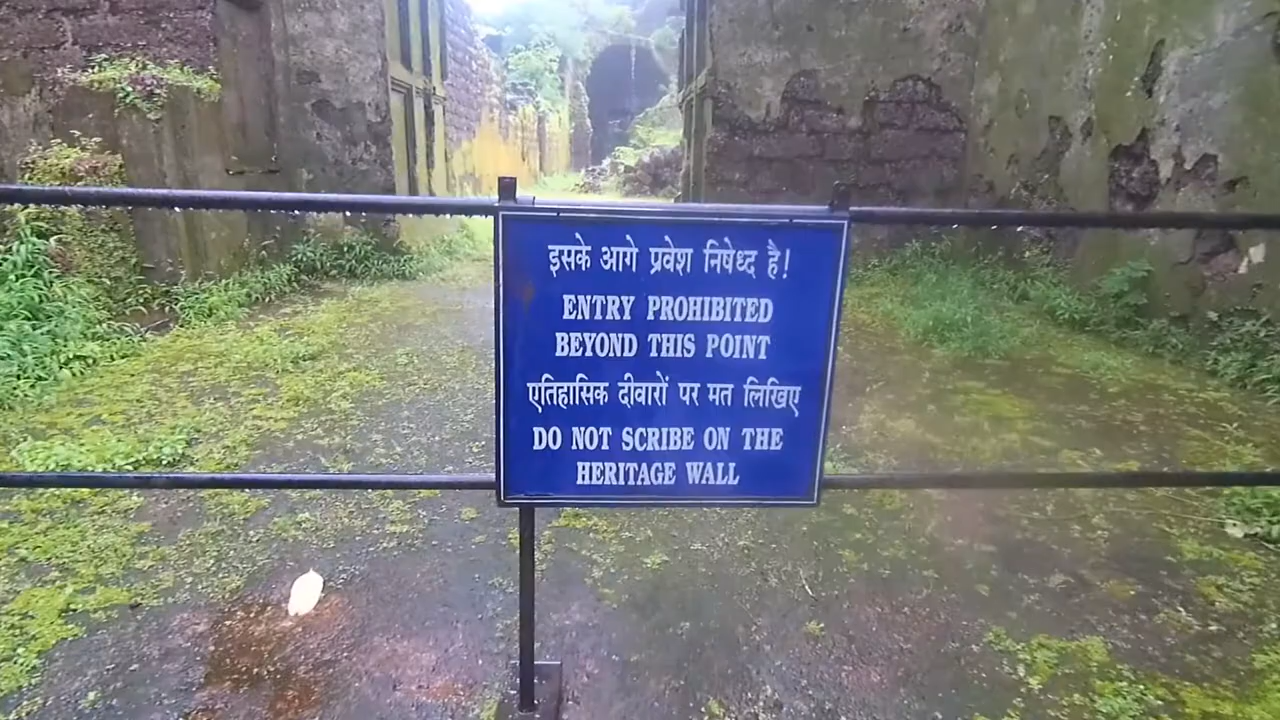 इसके आगे प्रवेश निषेध्द है!
ENTRY PROHIBITED
BEYOND THIS POINT
एतिहासिक दीवारों पर मत लिखिए
DO NOT SCRIBE ON THE
HERITAGE WALL